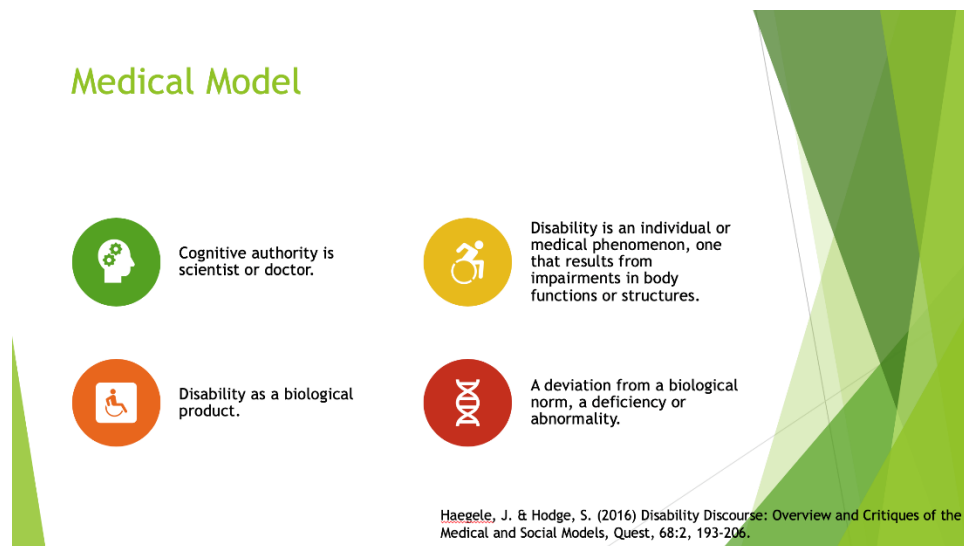 Medical Model
Cognitive authority is
scientist or doctor.
Disability is an individual or
medical phenomenon, one
that results from
impairments in body
functions or structures.
Disability as a biological
product.
A deviation from a biological
norm, a deficiency or
abnormality.
Haegele, J. & Hodge, S. (2016) Disability Discourse: Overview and Critiques of the
Medical and Social Models, Quest, 68:2, 193-206.